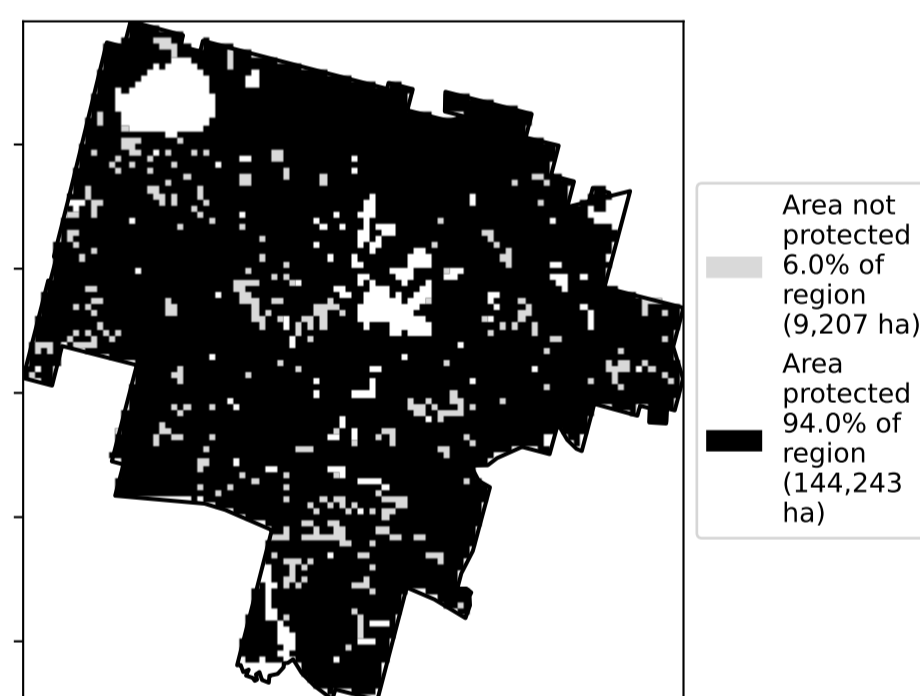 Area not
protected
6.0% of
region
(9,207 ha)
Area
protected
94.0% of
region
(144,243
ha)